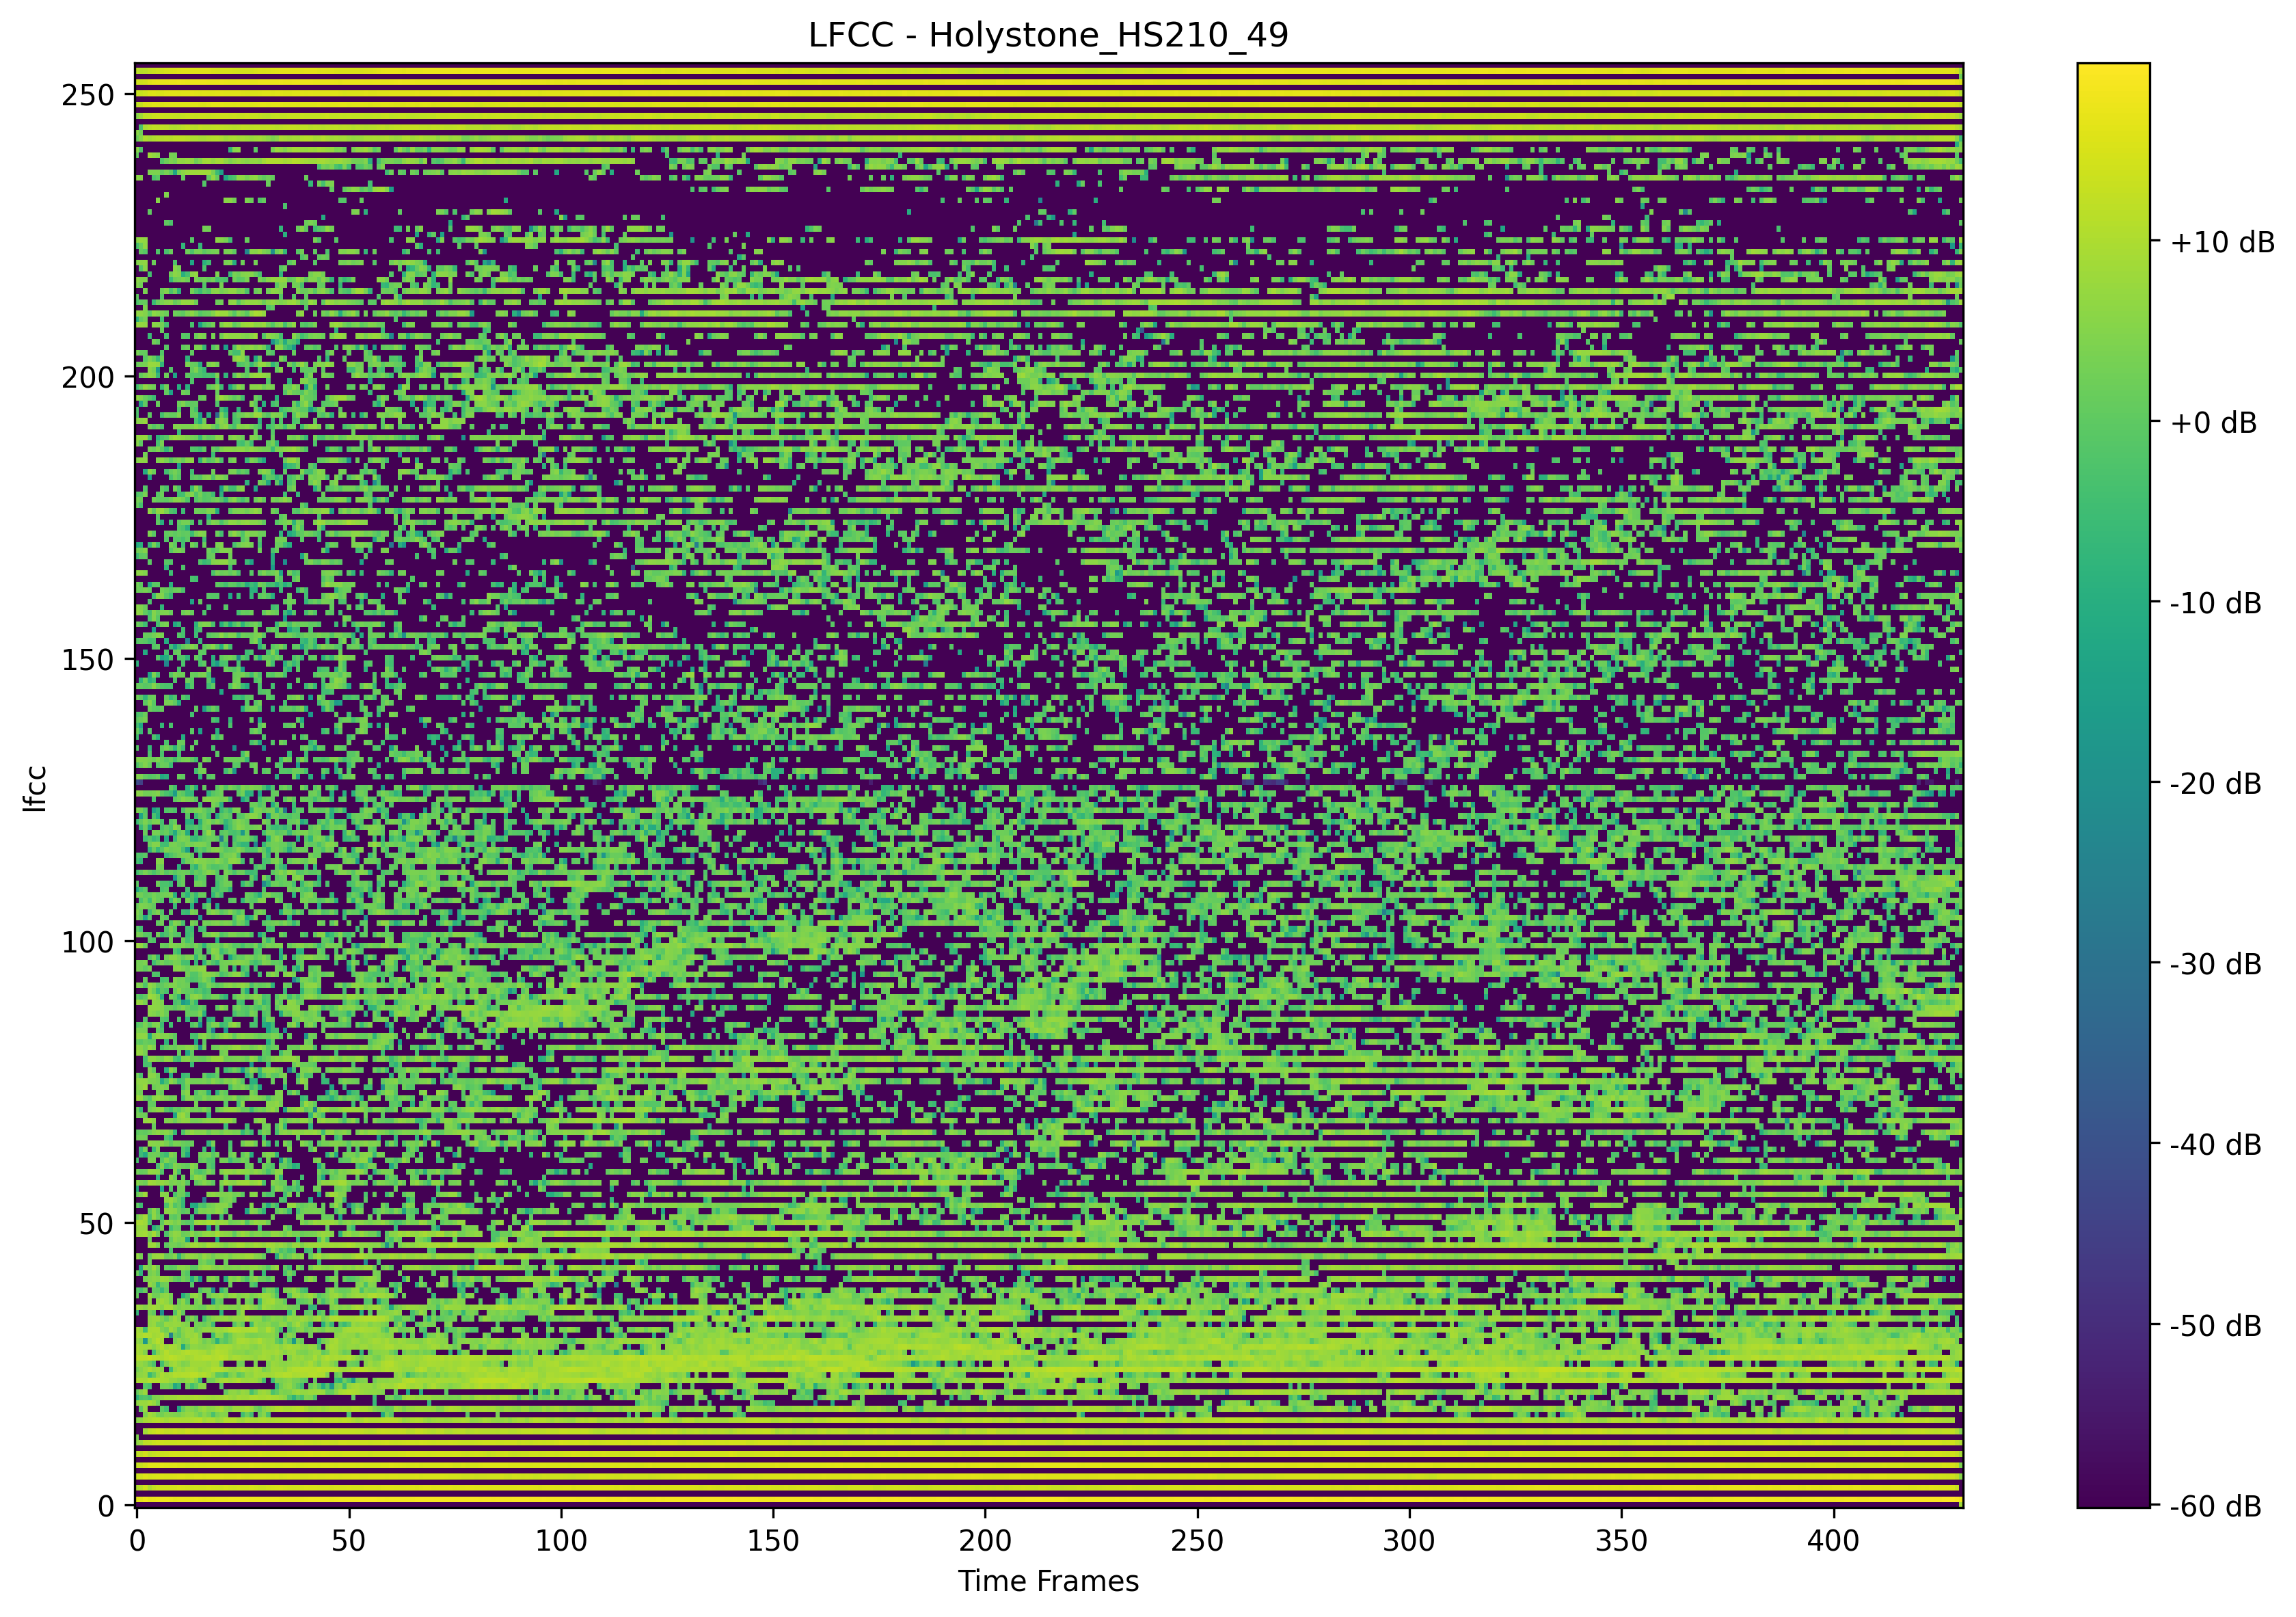 LFCC - Holystone_HS210_49
250
200
150
100
50
0
lfcc
0 50 100 150 200 250 300 350 400
Time Frames
+10 dB
+0 dB
-10 dB
-20 dB
-30 dB
-40 dB
-50 dB
-60 dB